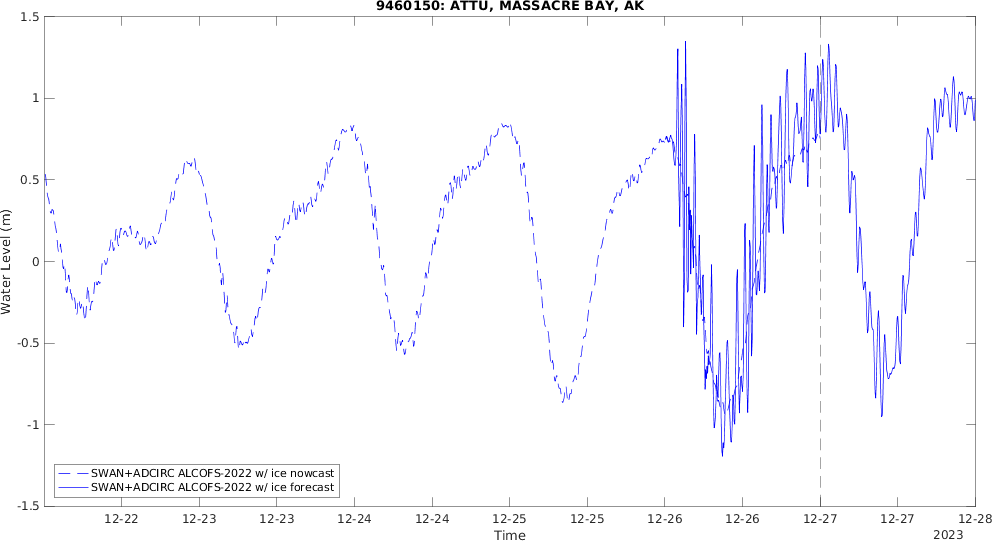 9460150: ATTU, MASSACRE BAY, AK
1.5
1
0.5
0
-0.5
-1
-1.5
Water Level (m)
SWAN+ADCIRC ALCOFS-2022 w/ ice nowcast
SWAN+ADCIRC ALCOFS-2022 w/ ice forecast
12-22 12-23 12-23 12-24 12-24 12-25 12-25 12-26 12-26 12-27 12-27 12-28
Time
2023